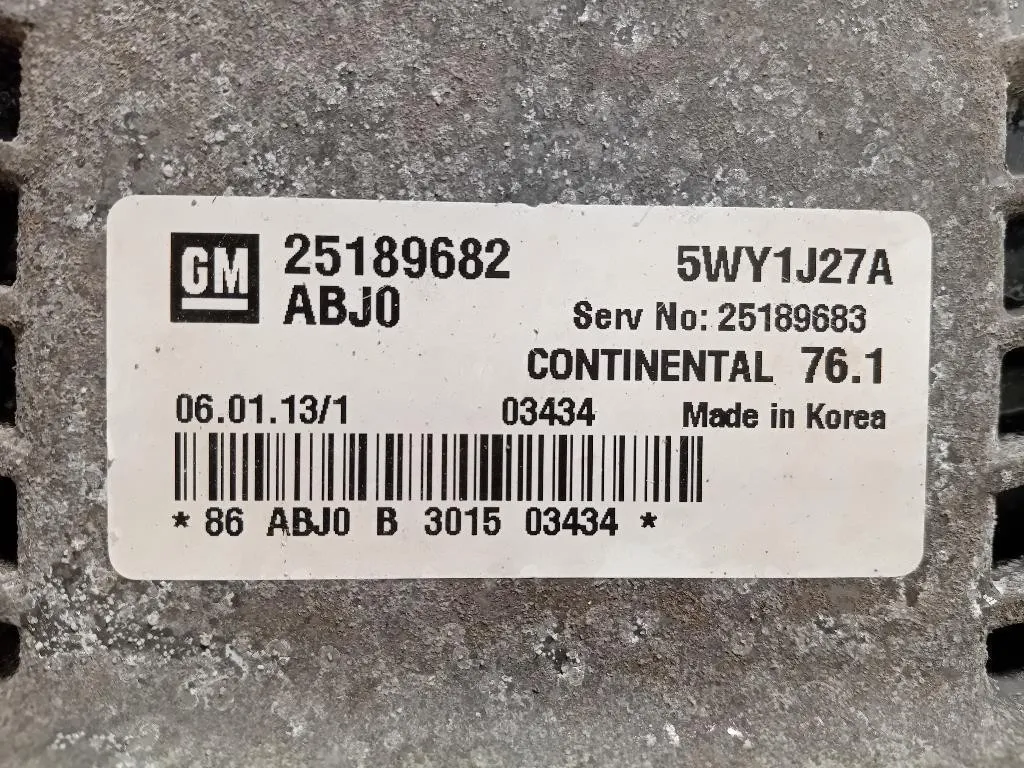 GM 25189682 5WY1J27A
ABJ0 Serv No: 25189683
CONTINENTAL 76.1
06.01.13/1 03434 Made in Korea
* 86 ABJ0 B 3015 03434 *